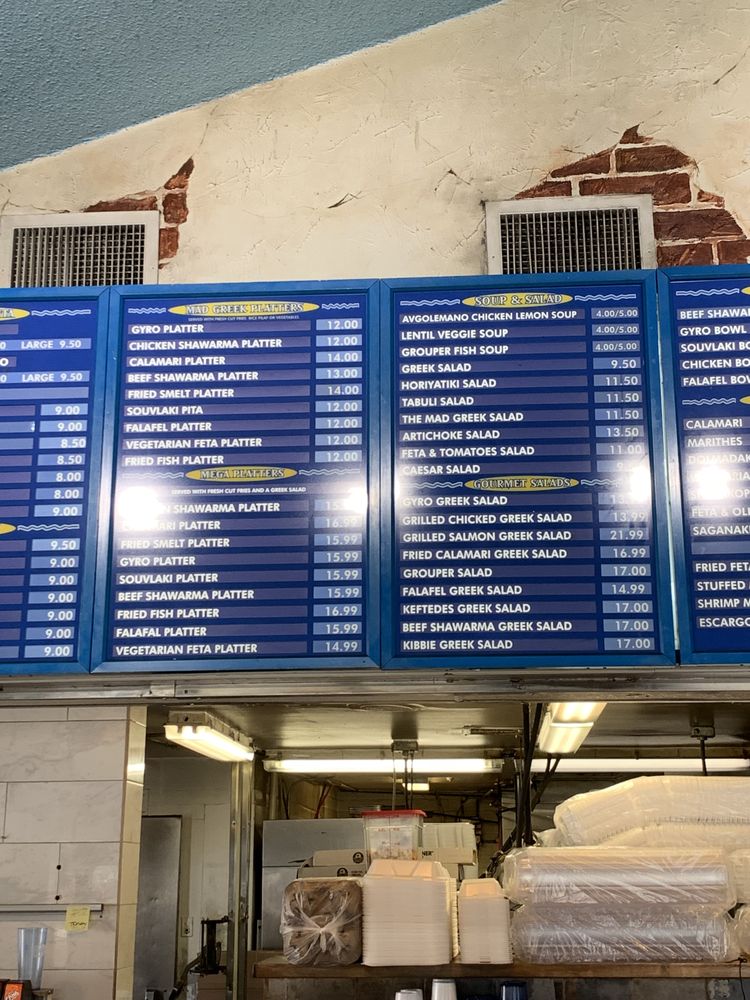 TA
LARGE 9.50
O
0 LARGE 9.50
9.00
9.00
8.50
8.50
8.00
8.00
9.00
9.50
9.00
9.00
9.00
9.00
9.00
MAD GREEK PLATTERS
SERVED WITH FRESH CUT FRIES, RICE PILAF OR VEGETABLES
GYRO PLATTER 12.00
CHICKEN SHAWARMA PLATTER 12.00
CALAMARI PLATTER 14.00
BEEF SHAWARMA PLATTER 13.00
FRIED SMELT PLATTER 14.00
SOUVLAKI PITA 12.00
FALAFEL PLATTER 12.00
VEGETARIAN FETA PLATTER 12.00
FRIED FISH PLATTER 12.00
MEGA PLATTERS
SERVED WITH FRESH CUT FRIES AND A GREEK SALAD
SHAWARMA PLATTER
PLATTER 16.99
FRIED SMELT PLATTER 15.99
GYRO PLATTER 15.99
SOUVLAKI PLATTER 15.99
BEEF SHAWARMA PLATTER 15.99
FRIED FISH PLATTER 16.99
FALAFAL PLATTER 15.99
VEGETARIAN FETA PLATTER 14.99
SOUP & SALAD
AVGOLEMANO CHICKEN LEMON SOUP 4.00/5.00
LENTIL VEGGIE SOUP 4.00/5.00
GROUPER FISH SOUP 4.00/5.00
GREEK SALAD 9.50
HORIYATIKI SALAD 11.50
TABULI SALAD 11.50
THE MAD GREEK SALAD 11.50
ARTICHOKE SALAD 13.50
FETA & TOMATOES SALAD 11.00
CAESAR SALAD
GOURMET SALADS
GYRO GREEK SALAD
GRILLED CHICKED GREEK SALAD 13.99
GRILLED SALMON GREEK SALAD 21.99
FRIED CALAMARI GREEK SALAD 16.99
GROUPER SALAD 17.00
FALAFEL GREEK SALAD 14.99
KEFTEDES GREEK SALAD 17.00
BEEF SHAWARMA GREEK SALAD 17.00
KIBBIE GREEK SALAD 17.00
BEEF SHAWA
GYRO BOWL
SOUVLAKI BO
CHICKEN BO
FALAFEL BOW
CALAMARI
MARITHES
FETA & OL
SAGANAK
FRIED FETA
STUFFED
SHRIMP M
ESCARGO